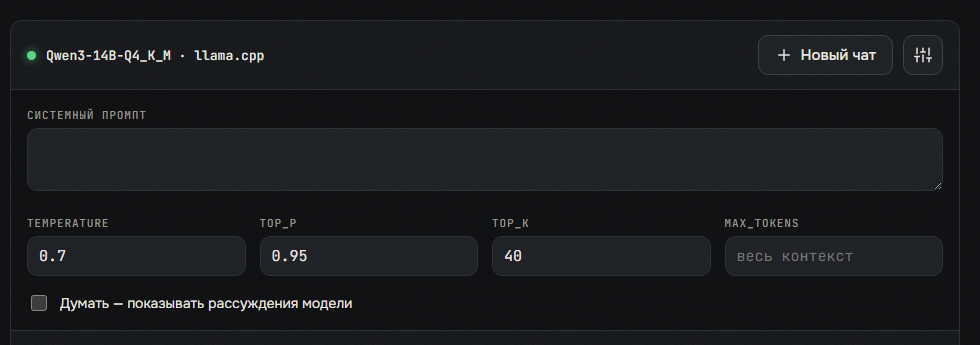 Qwen3-14B-Q4_K_M · llama.cpp
+ Новый чат
СИСТЕМНЫЙ ПРОМПТ
TEMPERATURE TOP_P TOP_K MAX_TOKENS
0.7 0.95 40 весь контекст
Думать — показывать рассуждения модели